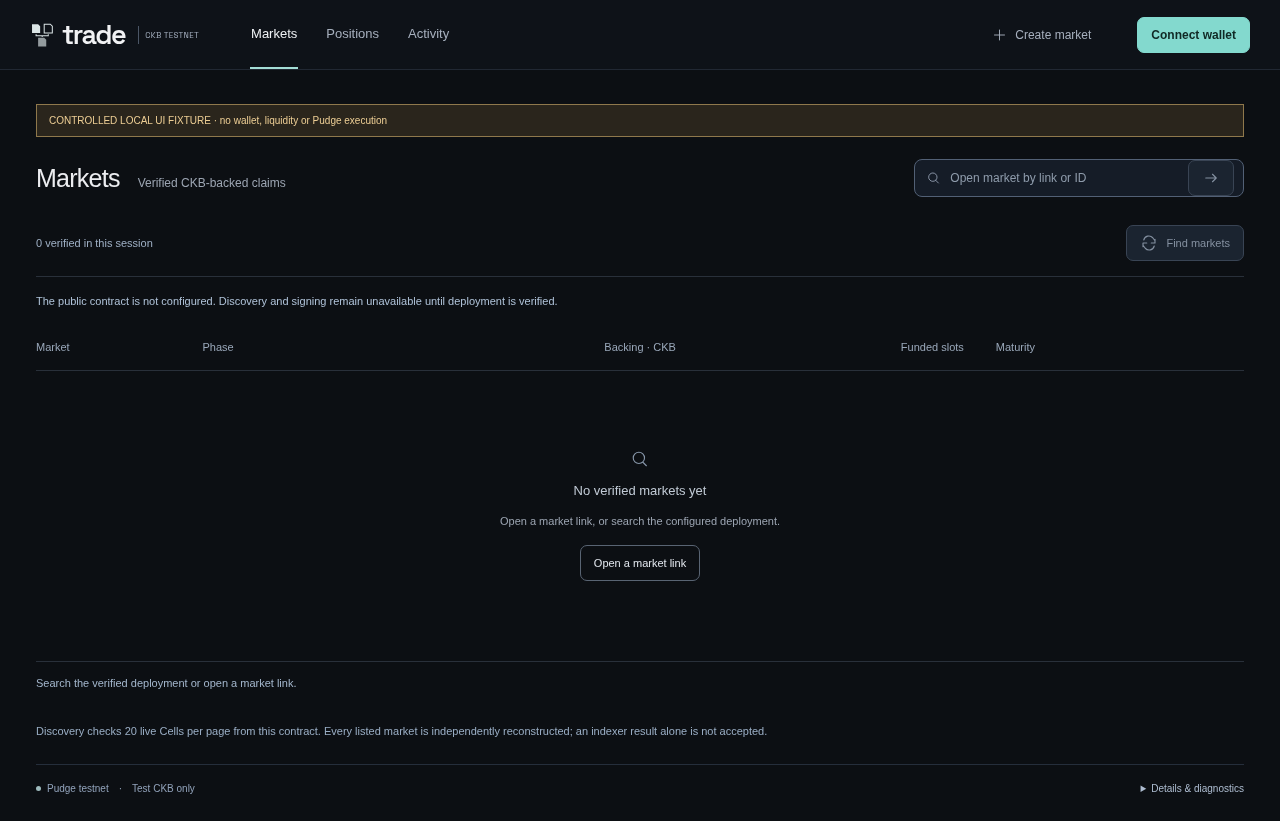 trade
CKB TESTNET
Markets
Positions
Activity
Create market
Connect wallet
CONTROLLED LOCAL UI FIXTURE · no wallet, liquidity or Pudge execution
Markets
Verified CKB-backed claims
Open market by link or ID
0 verified in this session
Find markets
The public contract is not configured. Discovery and signing remain unavailable until deployment is verified.
Market
Phase
Backing · CKB
Funded slots
Maturity
No verified markets yet
Open a market link, or search the configured deployment.
Open a market link
Search the verified deployment or open a market link.
Discovery checks 20 live Cells per page from this contract. Every listed market is independently reconstructed; an indexer result alone is not accepted.
Pudge testnet · Test CKB only
Details & diagnostics